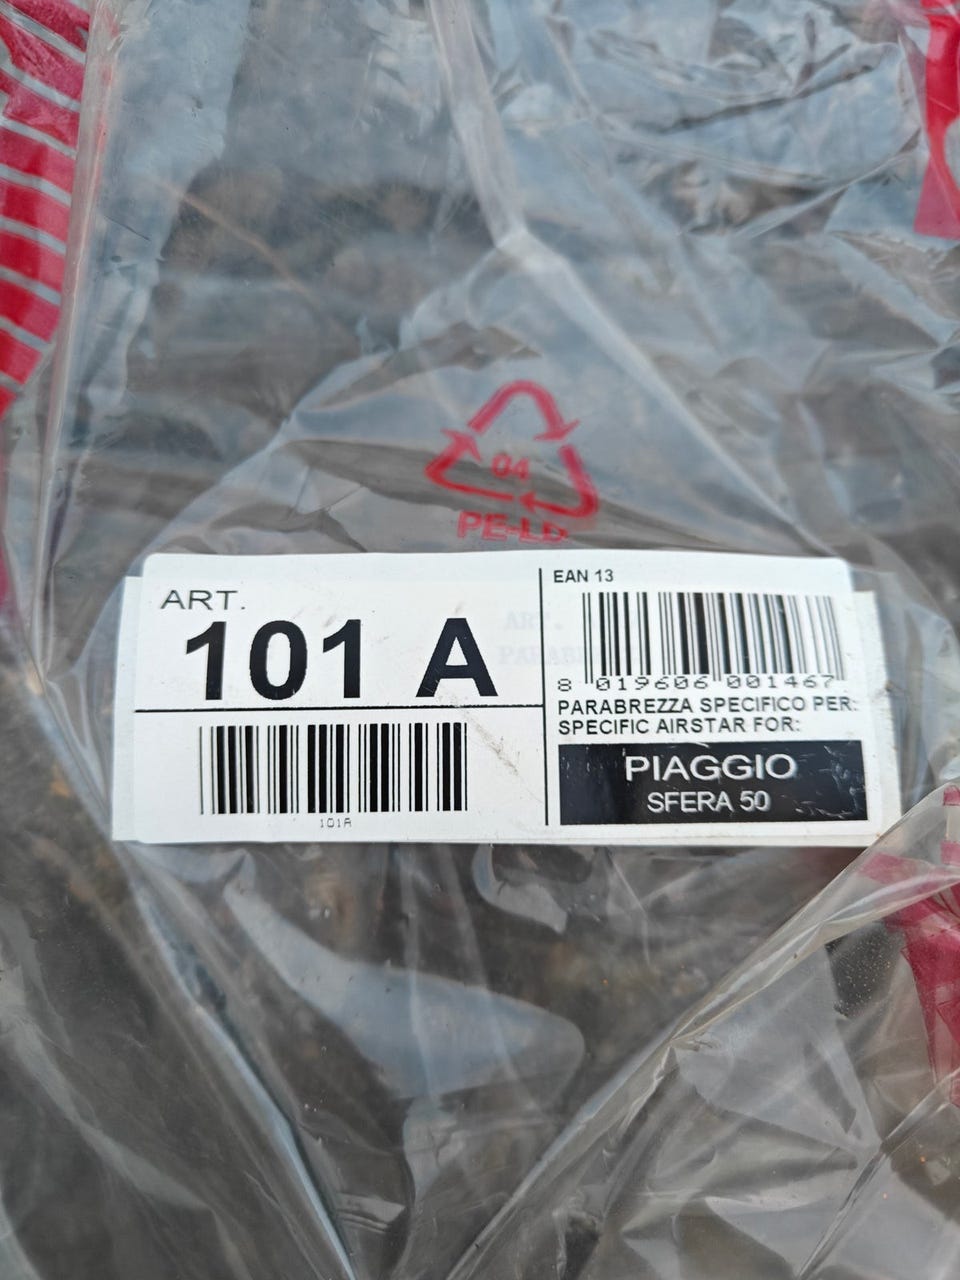 04
PE-LD
ART.
101 A
101A
EAN 13
8 019606 001467
PARABREZZA SPECIFICO PER:
SPECIFIC AIRSTAR FOR:
PIAGGIO
SFERA 50